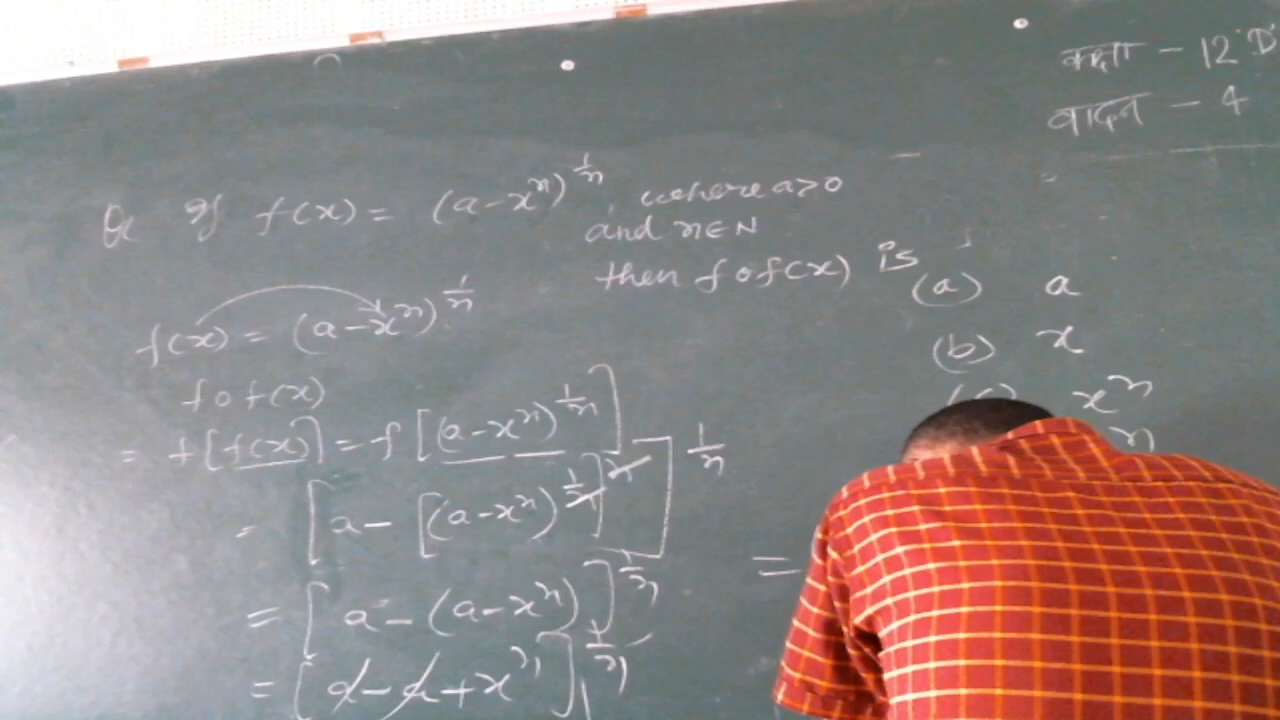 कक्षा - 12 'D'
वादन - 4
Q If f(x) = (a-xⁿ)^{1/n}, where a>0
and n∈N
then fof(x) is
(a) a
(b) x
(c) xⁿ
n
f(x) = (a-xⁿ)^{1/n}
fof(x)
= f[f(x)] = f[(a-xⁿ)^{1/n}]
= [a-[(a-xⁿ)^{1/n}]ⁿ]^{1/n}
= [a-(a-xⁿ)]^{1/n}
= [a-a+xⁿ]^{1/n}
=